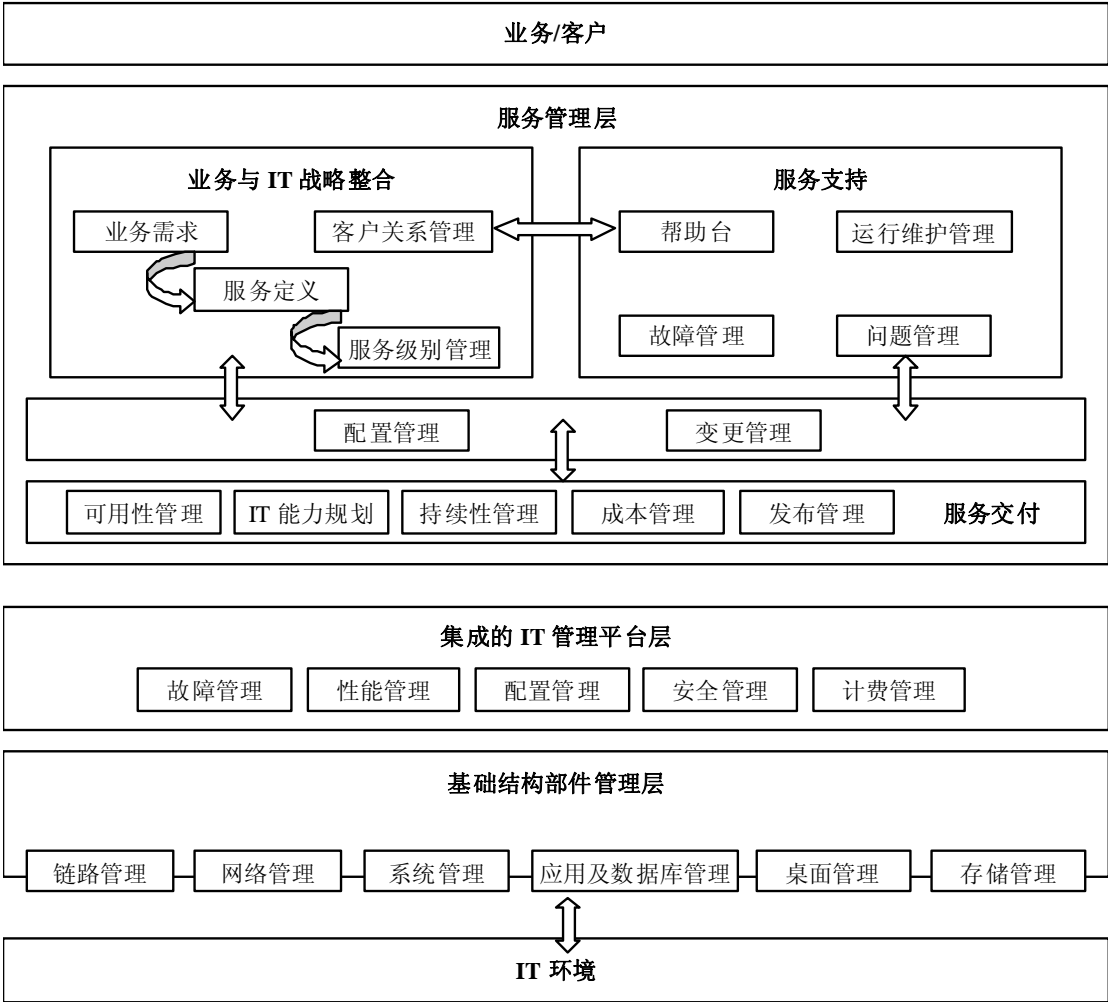 业务/客户
服务管理层
业务与 IT 战略整合
服务支持
业务需求
客户关系管理
帮助台
运行维护管理
服务定义
服务级别管理
故障管理
问题管理
配置管理
变更管理
可用性管理
IT 能力规划
持续性管理
成本管理
发布管理
服务交付
集成的 IT 管理平台层
故障管理
性能管理
配置管理
安全管理
计费管理
基础结构部件管理层
链路管理
网络管理
系统管理
应用及数据库管理
桌面管理
存储管理
IT 环境